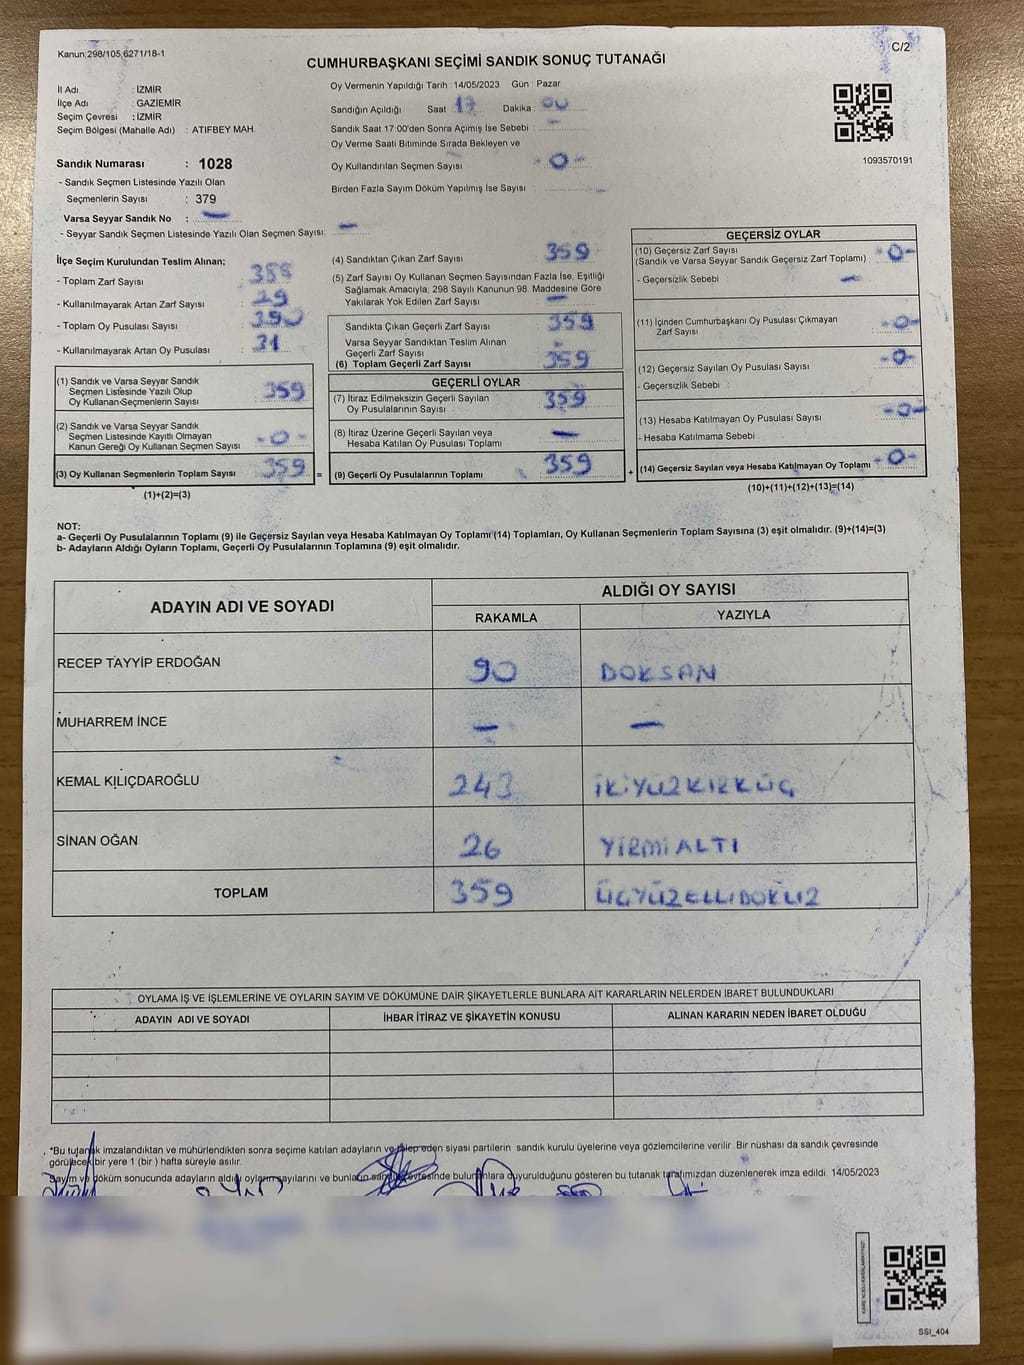 Kanun;298/105,6271/18-1
C/2
CUMHURBAŞKANI SEÇİMİ SANDIK SONUÇ TUTANAĞI
İl Adı : İZMİR
İlçe Adı : GAZİEMİR
Seçim Çevresi : İZMİR
Seçim Bölgesi (Mahalle Adı) : ATIFBEY MAH.
Sandık Numarası : 1028
- Sandık Seçmen Listesinde Yazılı Olan
Seçmenlerin Sayısı : 379
Varsa Seyyar Sandık No : -
- Seyyar Sandık Seçmen Listesinde Yazılı Olan Seçmen Sayısı: -
Oy Vermenin Yapıldığı Tarih : 14/05/2023 Gün : Pazar
Sandığın Açıldığı Saat 17 Dakika : 00
Sandık Saat 17:00'den Sonra Açımış İse Sebebi : -
Oy Verme Saati Bitiminde Sırada Bekleyen ve
Oy Kullandırılan Seçmen Sayısı : -0-
Birden Fazla Sayım Döküm Yapılmış İse Sayısı : -
1093570191
İlçe Seçim Kurulundan Teslim Alınan;
- Toplam Zarf Sayısı 388
- Kullanılmayarak Artan Zarf Sayısı 29
- Toplam Oy Pusulası Sayısı 390
- Kullanılmayarak Artan Oy Pusulası 31
(1) Sandık ve Varsa Seyyar Sandık
Seçmen Listesinde Yazılı Olup
Oy Kullanan Seçmenlerin Sayısı 359
(2) Sandık ve Varsa Seyyar Sandık
Seçmen Listesinde Kayıtlı Olmayan
Kanun Gereği Oy Kullanan Seçmen Sayısı -0-
(3) Oy Kullanan Seçmenlerin Toplam Sayısı 359 =
(1)+(2)=(3)
(4) Sandıktan Çıkan Zarf Sayısı 359
(5) Zarf Sayısı Oy Kullanan Seçmen Sayısından Fazla İse, Eşitliği
Sağlamak Amacıyla; 298 Sayılı Kanunun 98. Maddesine Göre
Yakılarak Yok Edilen Zarf Sayısı -
Sandıkta Çıkan Geçerli Zarf Sayısı 359
Varsa Seyyar Sandıktan Teslim Alınan
Geçerli Zarf Sayısı -
(6) Toplam Geçerli Zarf Sayısı 359
GEÇERLİ OYLAR
(7) İtiraz Edilmeksizin Geçerli Sayılan
Oy Pusulalarının Sayısı 359
(8) İtiraz Üzerine Geçerli Sayılan veya
Hesaba Katılan Oy Pusulası Toplamı -
(9) Geçerli Oy Pusulalarının Toplamı 359 +
GEÇERSİZ OYLAR
(10) Geçersiz Zarf Sayısı
(Sandık ve Varsa Seyyar Sandık Geçersiz Zarf Toplamı) -0-
- Geçersizlik Sebebi -
(11) İçinden Cumhurbaşkanı Oy Pusulası Çıkmayan
Zarf Sayısı -0-
(12) Geçersiz Sayılan Oy Pusulası Sayısı -0-
- Geçersizlik Sebebi :
(13) Hesaba Katılmayan Oy Pusulası Sayısı -0-
- Hesaba Katılmama Sebebi
(14) Geçersiz Sayılan veya Hesaba Katılmayan Oy Toplamı -0-
(10)+(11)+(12)+(13)=(14)
NOT:
a- Geçerli Oy Pusulalarının Toplamı (9) ile Geçersiz Sayılan veya Hesaba Katılmayan Oy Toplamı (14) Toplamları, Oy Kullanan Seçmenlerin Toplam Sayısına (3) eşit olmalıdır. (9)+(14)=(3)
b- Adayların Aldığı Oyların Toplamı, Geçerli Oy Pusulalarının Toplamına (9) eşit olmalıdır.
ADAYIN ADI VE SOYADI
ALDIĞI OY SAYISI
RAKAMLA YAZIYLA
RECEP TAYYİP ERDOĞAN 90 DOKSAN
MUHARREM İNCE - -
KEMAL KILIÇDAROĞLU 243 İKİYÜZKIRKÜÇ
SİNAN OĞAN 26 YİRMİALTI
TOPLAM 359 ÜÇYÜZELLİDOKUZ
OYLAMA İŞ VE İŞLEMLERİNE VE OYLARIN SAYIM VE DÖKÜMÜNE DAİR ŞİKAYETLERLE BUNLARA AİT KARARLARIN NELERDEN İBARET BULUNDUKLARI
ADAYIN ADI VE SOYADI İHBAR İTİRAZ VE ŞİKAYETİN KONUSU ALINAN KARARIN NEDEN İBARET OLDUĞU
*Bu tutanak imzalandıktan ve mühürlendikten sonra seçime katılan adayların ve talep eden siyasi partilerin sandık kurulu üyelerine veya gözlemcilerine verilir. Bir nüshası da sandık çevresinde
görülecek bir yere 1 (bir ) hafta süreyle asılır.
Sayım ve döküm sonucunda adayların aldığı oyların sayılarını ve bunların sandık çevresinde bulunanlara duyurulduğunu gösteren bu tutanak tarafımızdan düzenlenerek imza edildi. 14/05/2023
SSI_404